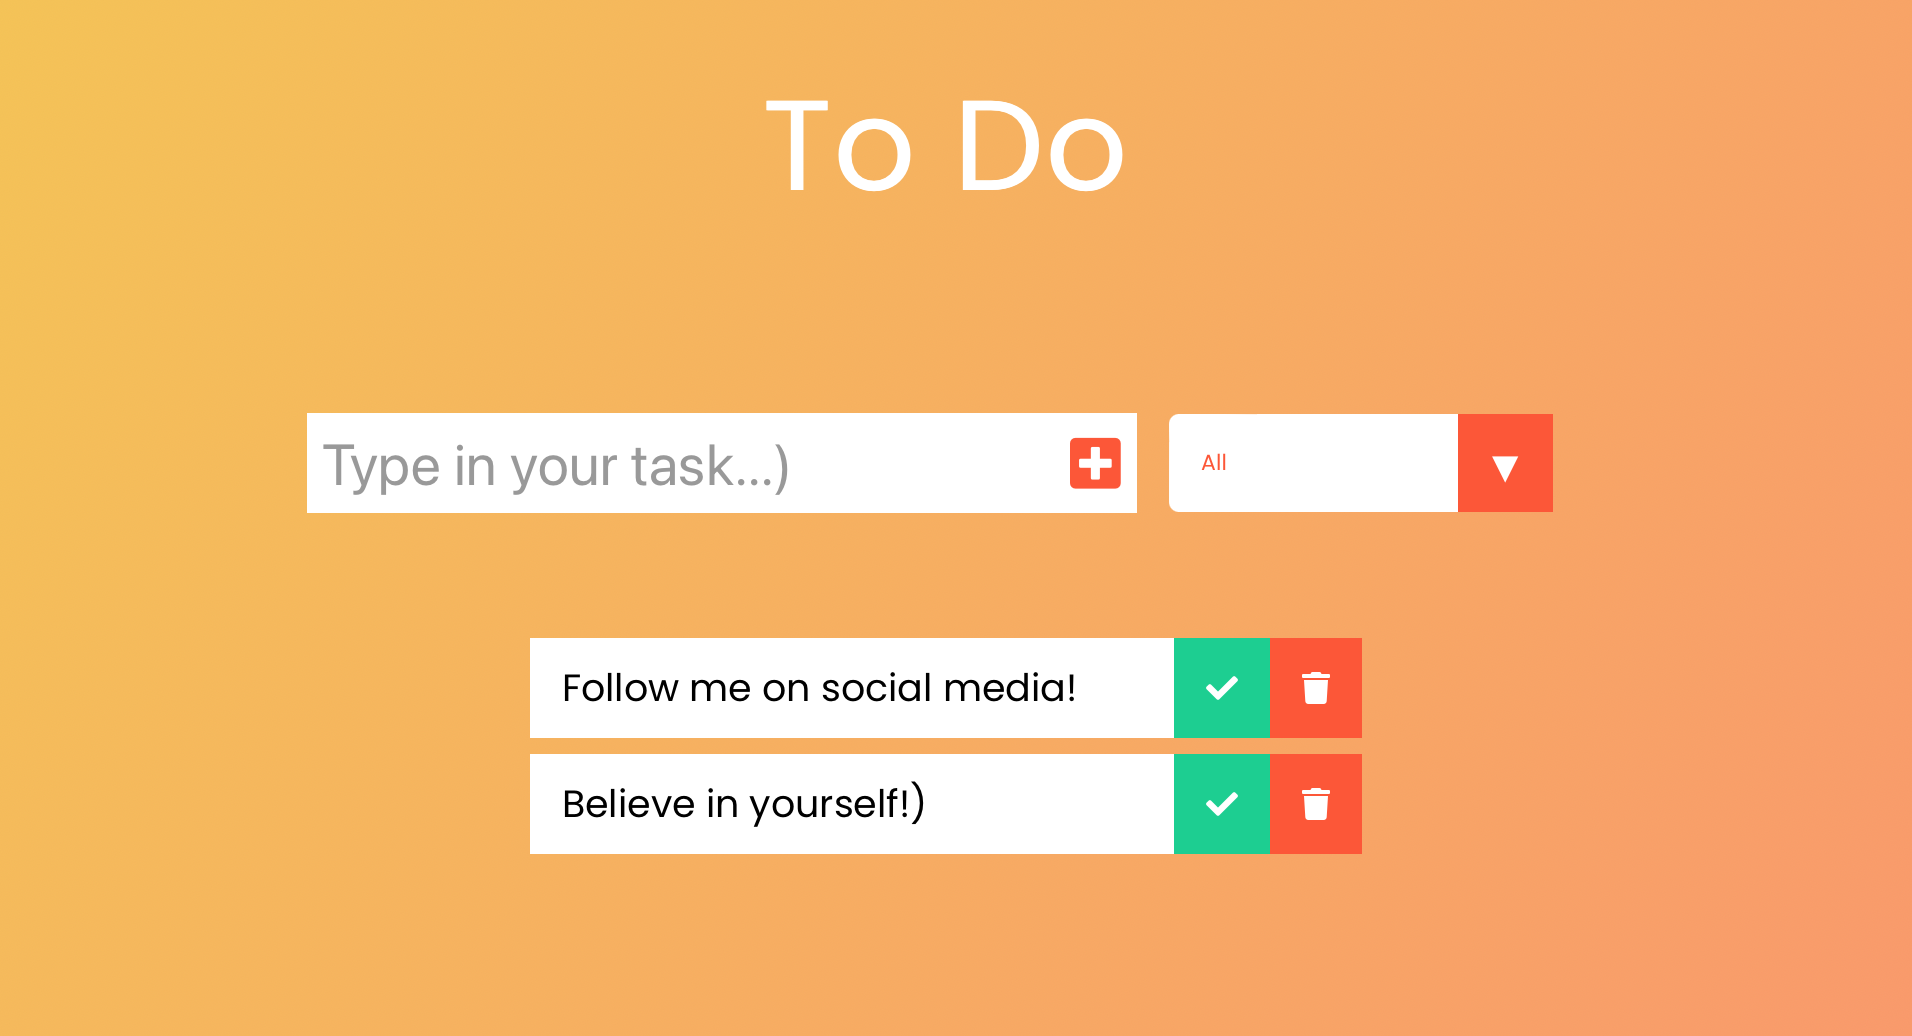 To Do
Type in your task...)
All
Follow me on social media!
Believe in yourself!)